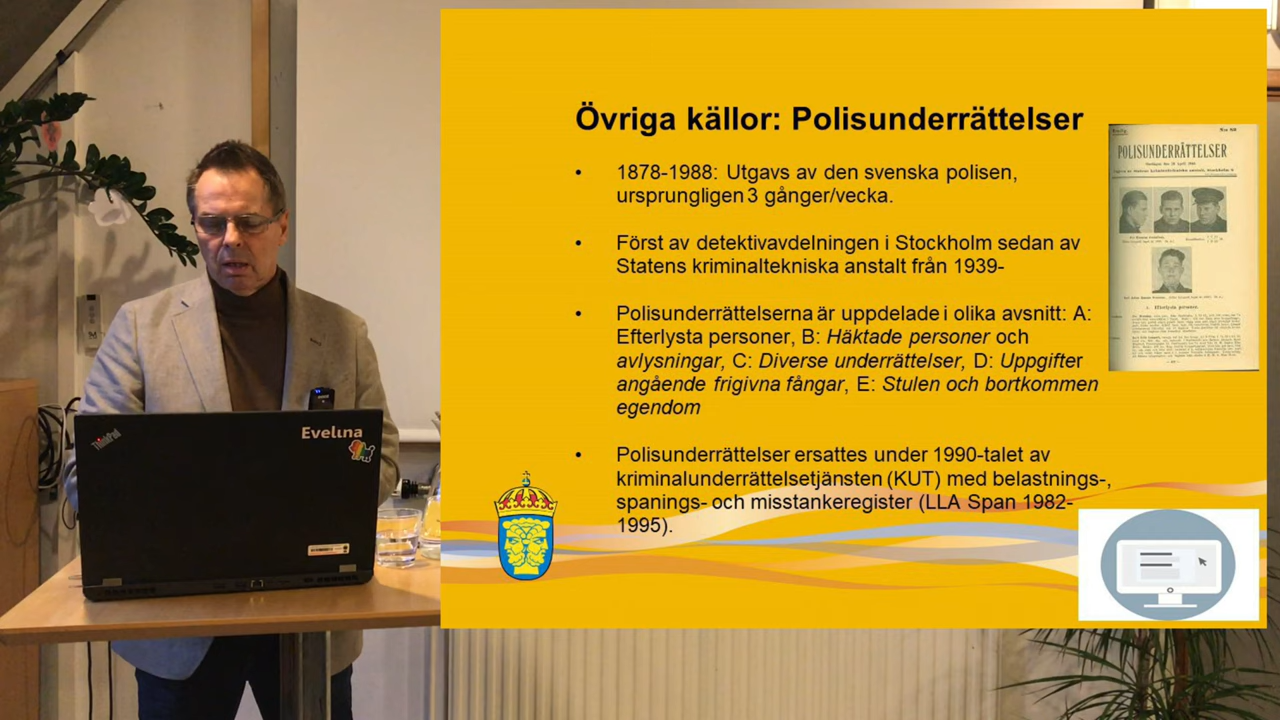 Övriga källor: Polisunderrättelser
• 1878-1988: Utgavs av den svenska polisen,
ursprungligen 3 gånger/vecka.
• Först av detektivavdelningen i Stockholm sedan av
Statens kriminaltekniska anstalt från 1939-
• Polisunderrättelserna är uppdelade i olika avsnitt: A:
Efterlysta personer, B: Häktade personer och
avlysningar, C: Diverse underrättelser, D: Uppgifter
angående frigivna fångar, E: Stulen och bortkommen
egendom
• Polisunderrättelser ersattes under 1990-talet av
kriminalunderrättelsetjänsten (KUT) med belastnings-,
spanings- och misstankeregister (LLA Span 1982-
1995).
POLISUNDERRÄTTELSER
Efterlysta personer.
ThinkPad
Evelina